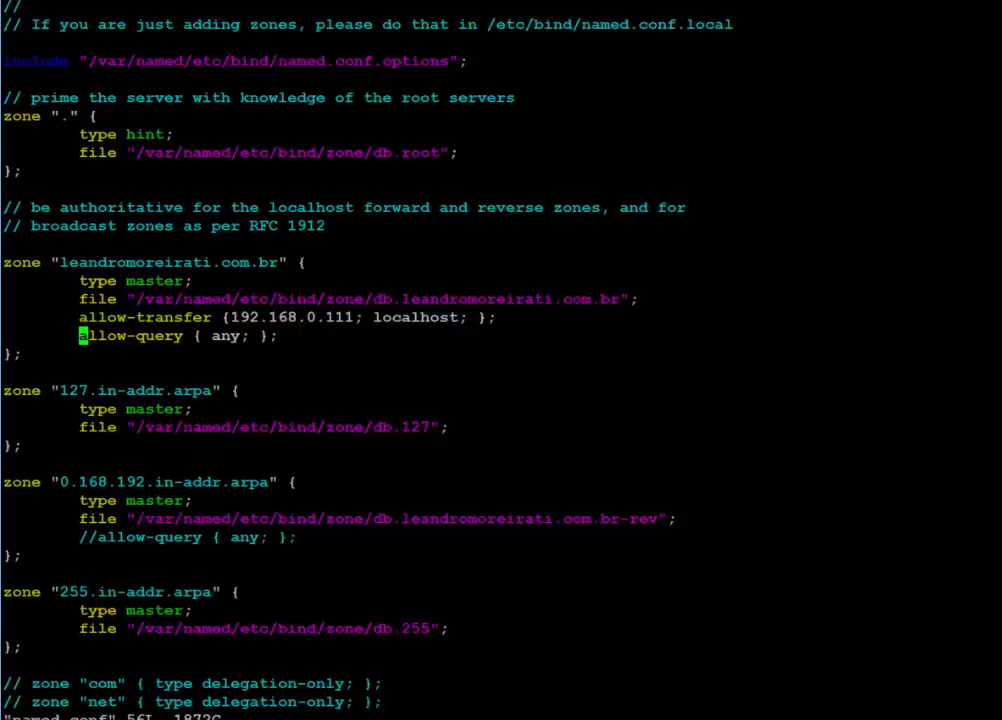 //
// If you are just adding zones, please do that in /etc/bind/named.conf.local
include "/var/named/etc/bind/named.conf.options";
// prime the server with knowledge of the root servers
zone "." {
type hint;
file "/var/named/etc/bind/zone/db.root";
};
// be authoritative for the localhost forward and reverse zones, and for
// broadcast zones as per RFC 1912
zone "leandromoreirati.com.br" {
type master;
file "/var/named/etc/bind/zone/db.leandromoreirati.com.br";
allow-transfer {192.168.0.111; localhost; };
allow-query { any; };
};
zone "127.in-addr.arpa" {
type master;
file "/var/named/etc/bind/zone/db.127";
};
zone "0.168.192.in-addr.arpa" {
type master;
file "/var/named/etc/bind/zone/db.leandromoreirati.com.br-rev";
//allow-query { any; };
};
zone "255.in-addr.arpa" {
type master;
file "/var/named/etc/bind/zone/db.255";
};
// zone "com" { type delegation-only; };
// zone "net" { type delegation-only; };
"named.conf" 56L, 1872C